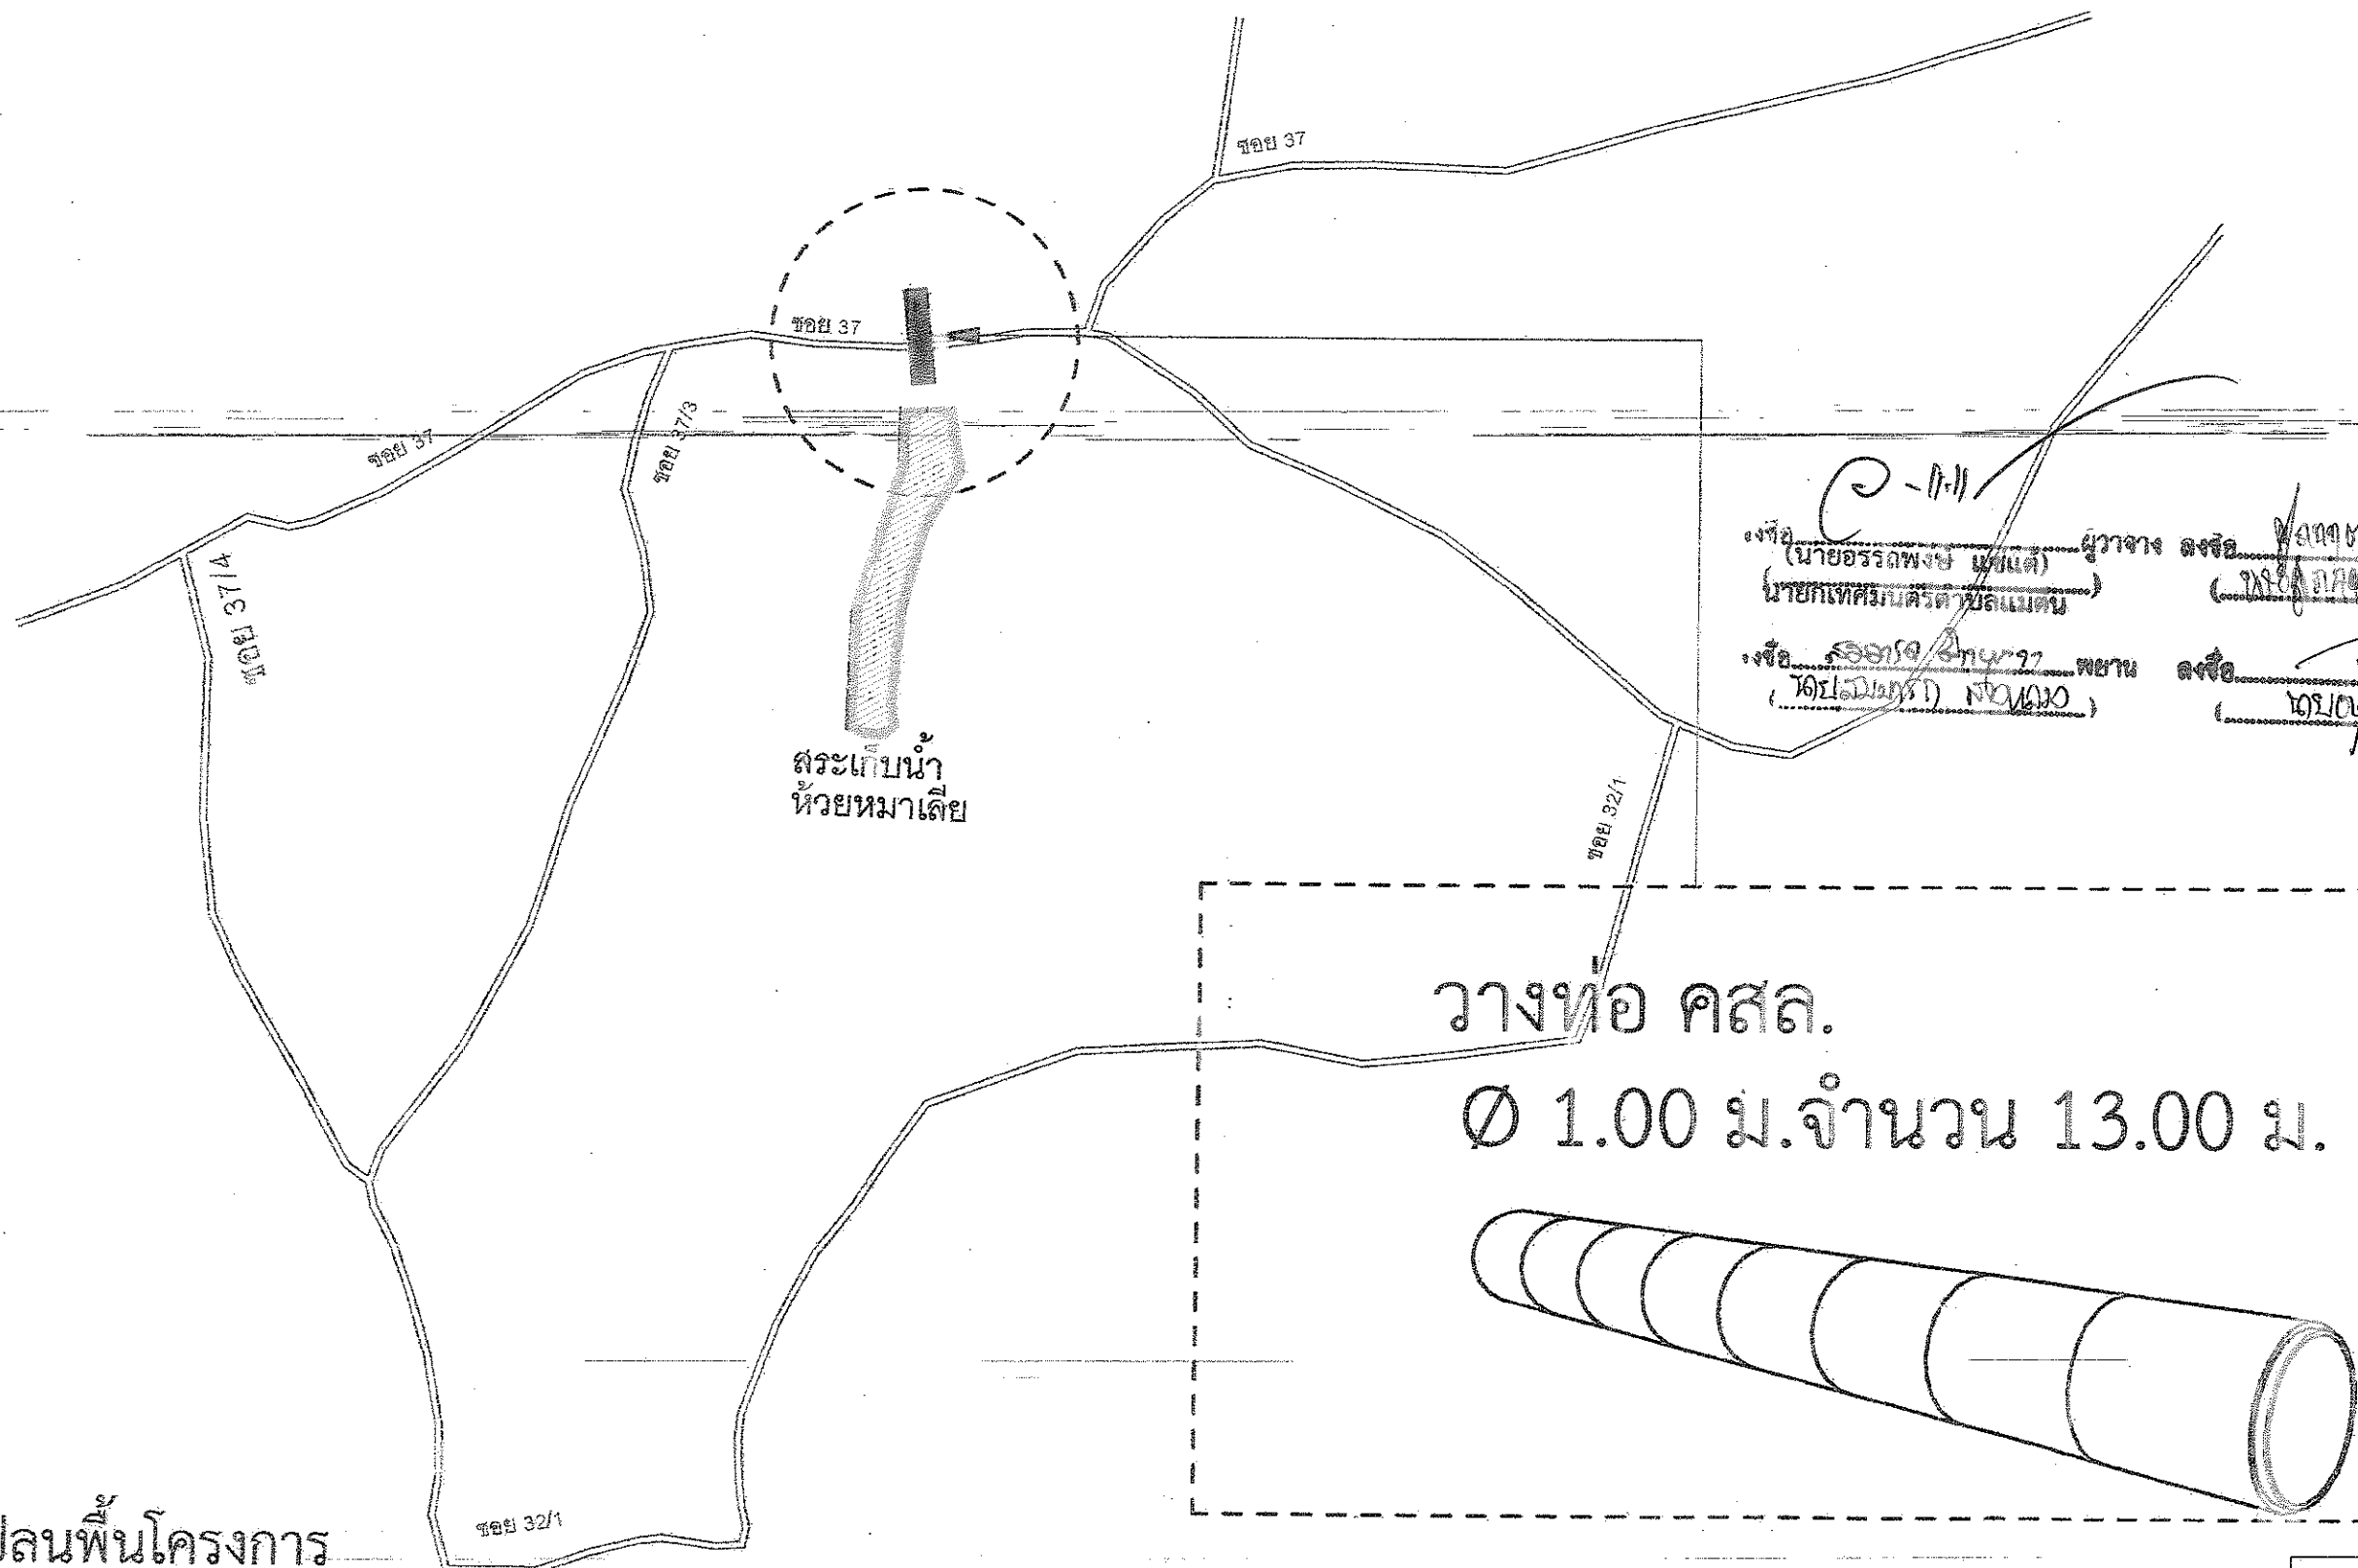 ซอย 37
ซอย 37
ซอย 37
ซอย 37/3
ซอย 37/4
สระเก็บน้ำ
ห้วยหมาเลีย
ซอย 32/1
ลงชื่อ ผู้ว่าจ้าง ลงชื่อ
(นายอรรถพงษ์ แซ่แต้)
นายกเทศมนตรีตำบลแม่ตืน
ลงชื่อ พยาน ลงชื่อ
วางท่อ คสล.
Ø 1.00 ม.จำนวน 13.00 ม.
ซอย 32/1
แปลนพื้นโครงการ